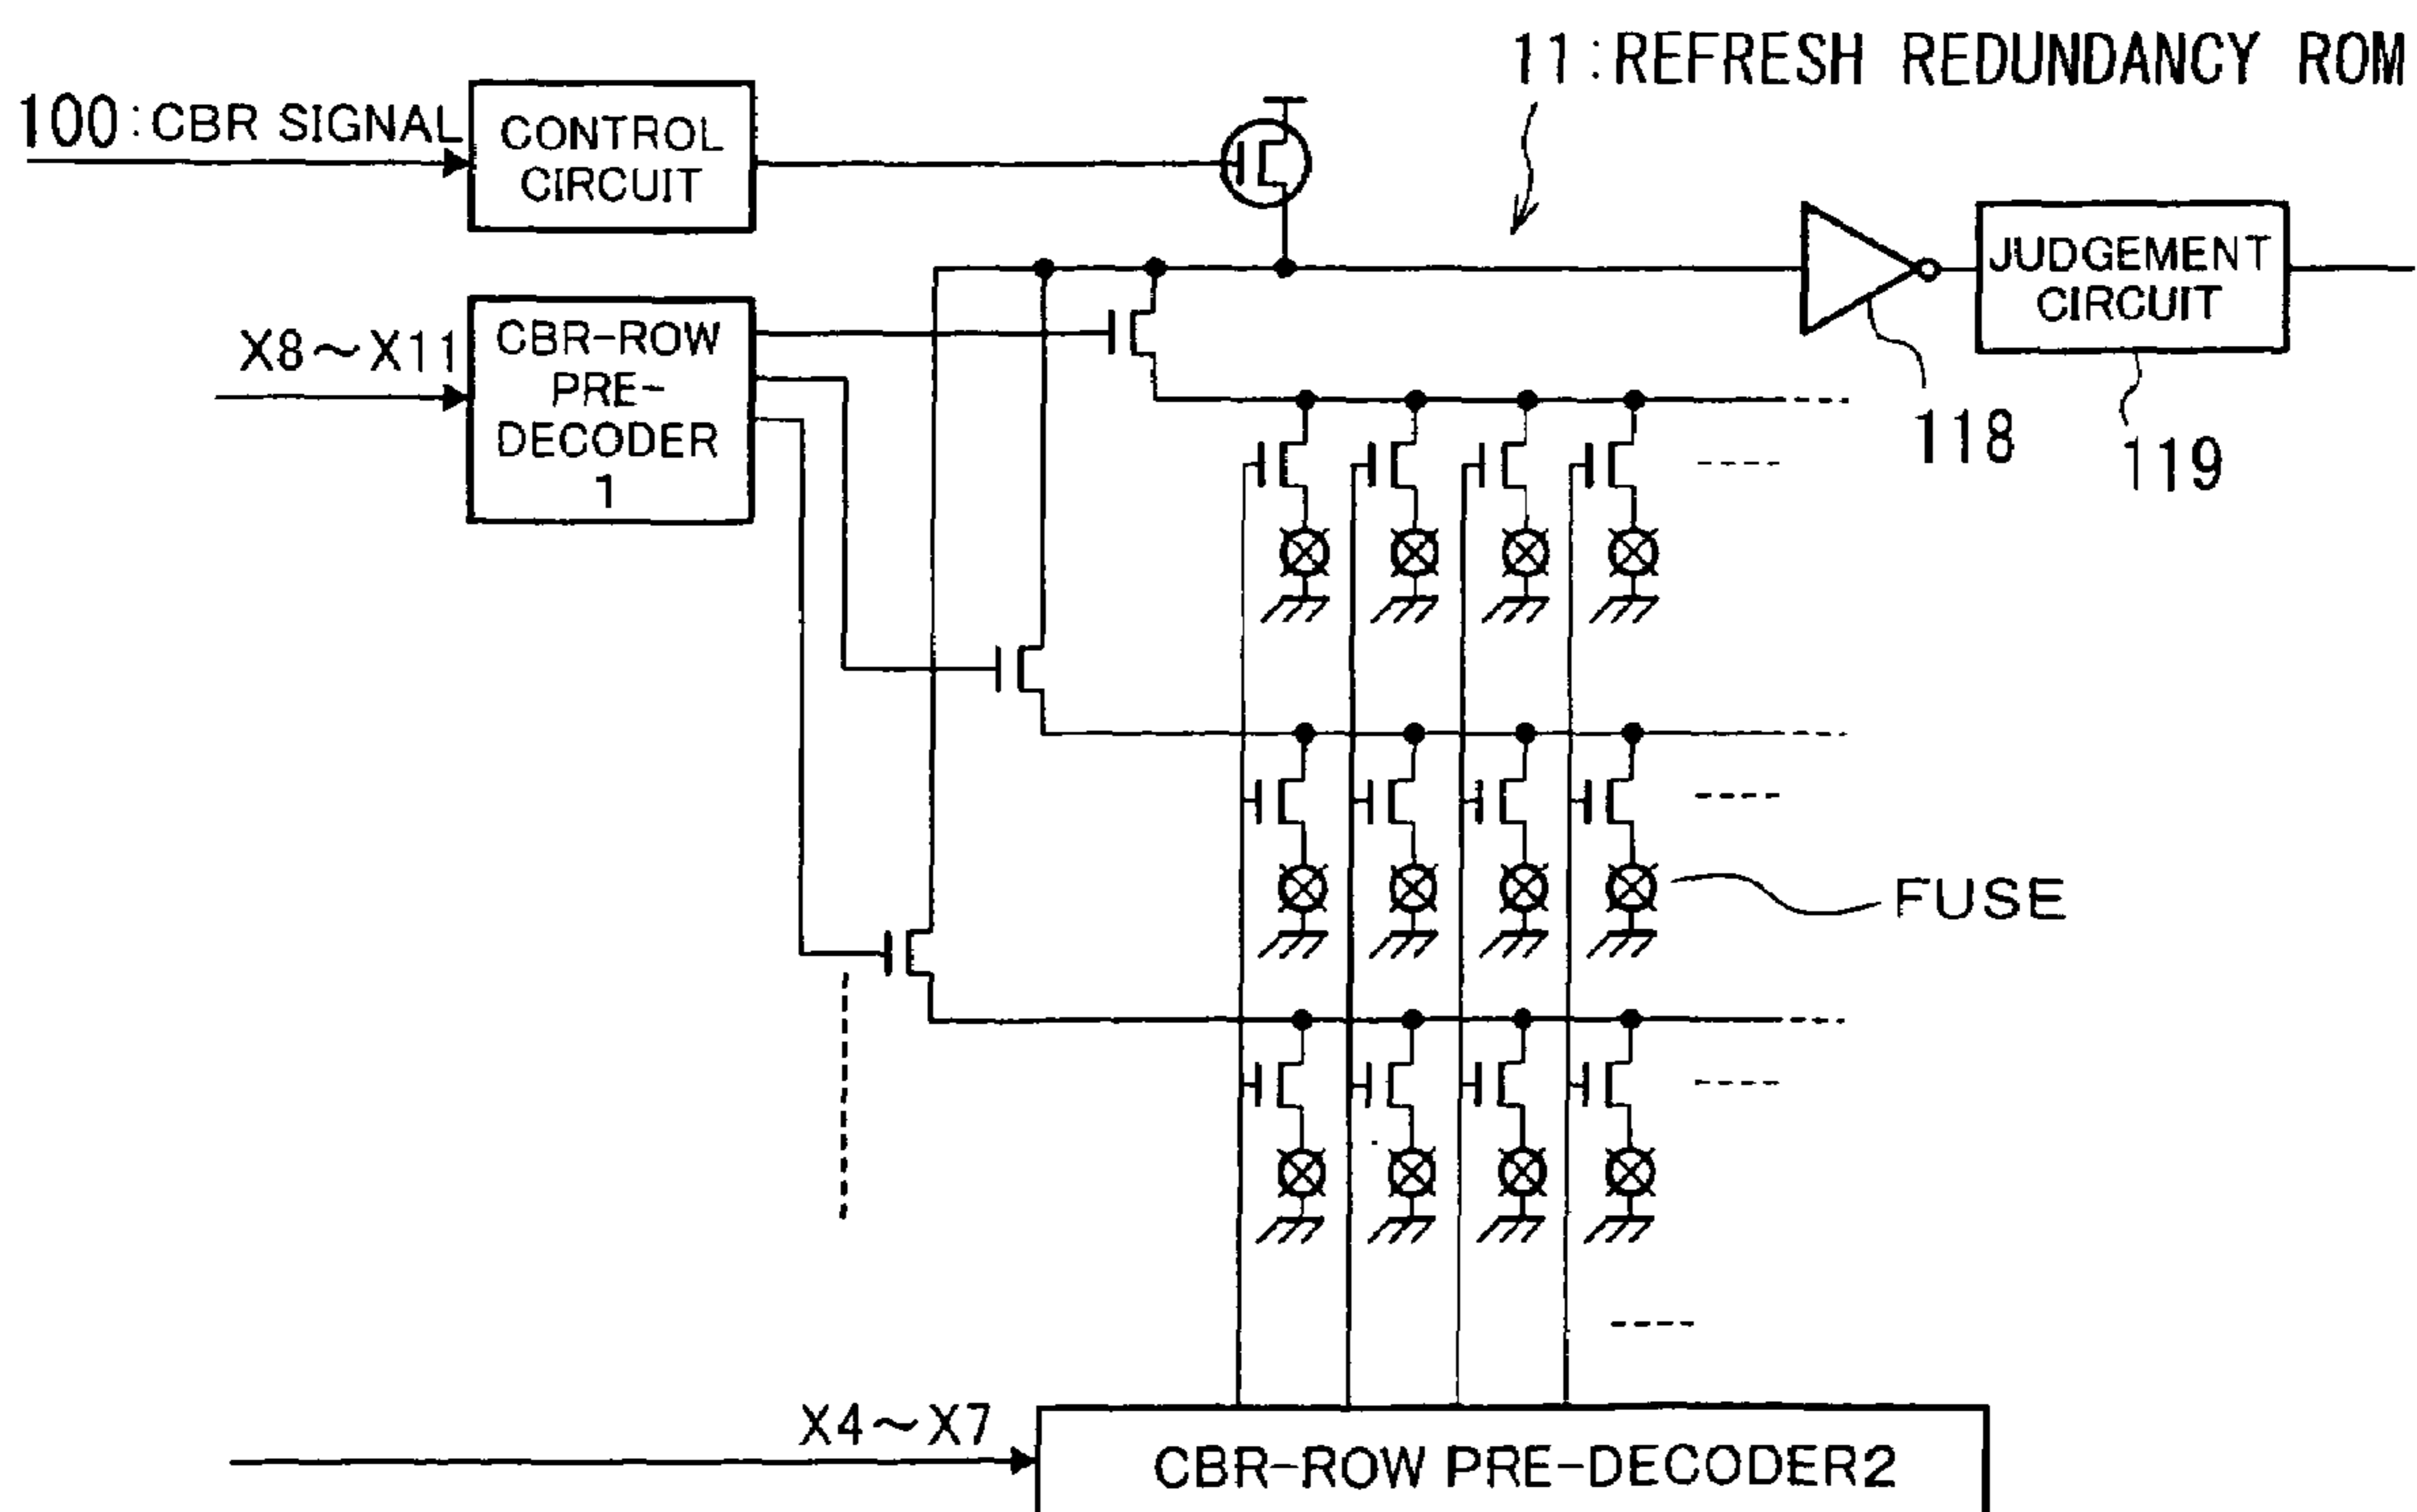 11:REFRESH REDUNDANCY ROM
100:CBR SIGNAL
CONTROL
CIRCUIT
JUDGEMENT
CIRCUIT
X8～X11
CBR-ROW
PRE-
DECODER
1
118
119
FUSE
X4～X7
CBR-ROW PRE-DECODER2